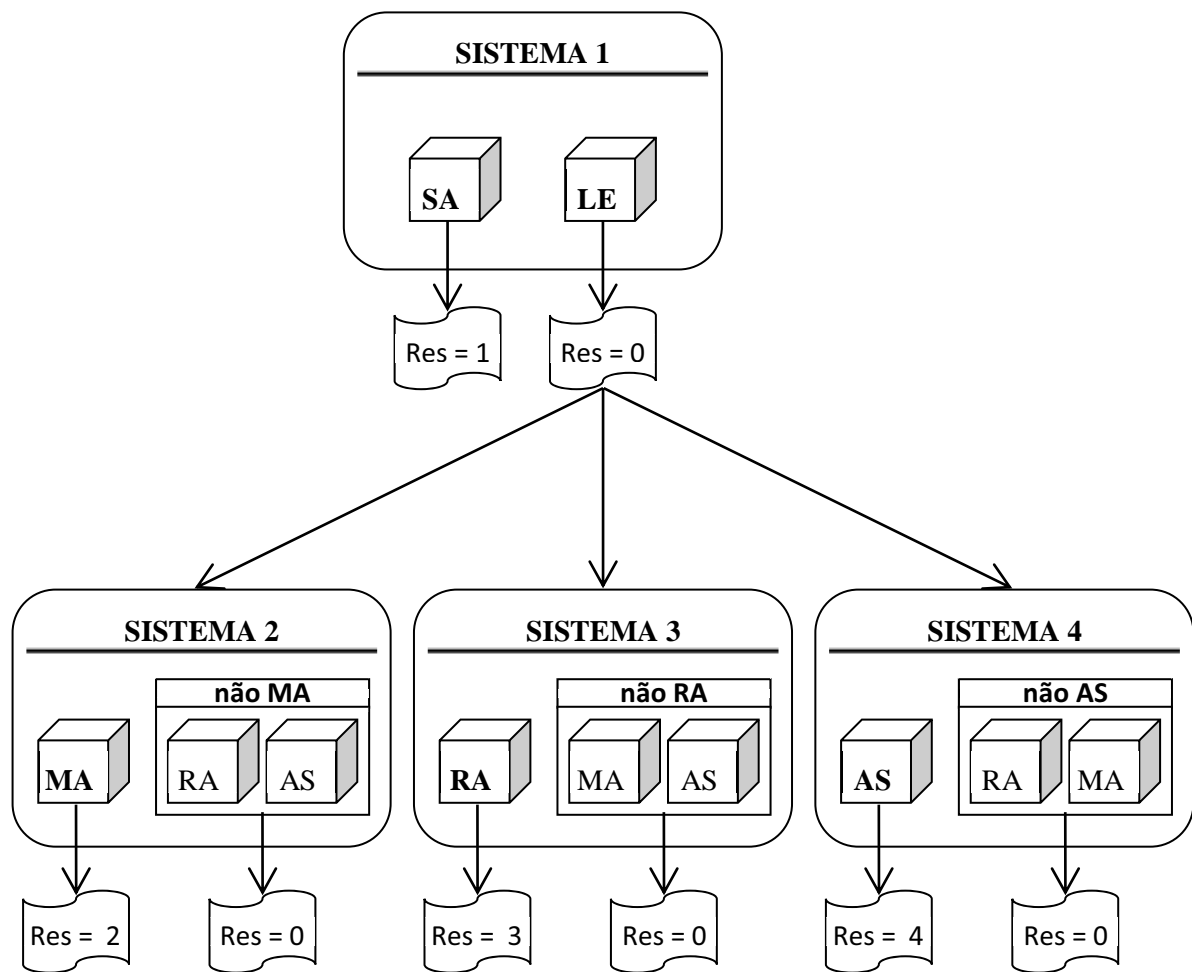 SISTEMA 1
SA LE
Res = 1 Res = 0
SISTEMA 2 SISTEMA 3 SISTEMA 4
não MA não RA não AS
MA RA AS RA MA AS AS RA MA
Res = 2 Res = 0 Res = 3 Res = 0 Res = 4 Res = 0